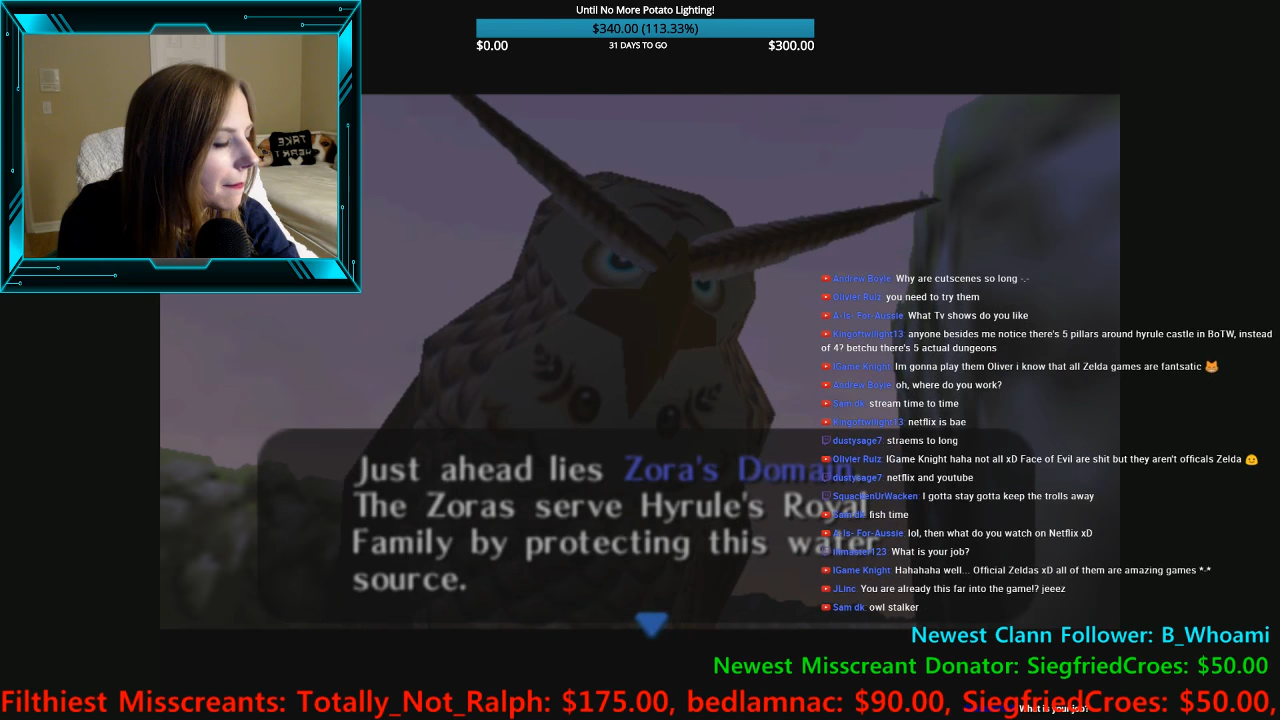 Until No More Potato Lighting!
$340.00 (113.33%)
$0.00
31 DAYS TO GO
$300.00
TAKE
HEART
Andrew Boyle: Why are cutscenes so long -.-
Olivier Ruiz: you need to try them
A-Is- For-Aussie: What Tv shows do you like
Kingoftwilight13: anyone besides me notice there's 5 pillars around hyrule castle in BoTW, instead
of 4? betchu there's 5 actual dungeons
IGame Knight: Im gonna play them Oliver i know that all Zelda games are fantsatic
Andrew Boyle: oh, where do you work?
Sam dk: stream time to time
Kingoftwilight13: netflix is bae
dustysage7: straems to long
Olivier Ruiz: IGame Knight haha not all xD Face of Evil are shit but they aren't officals Zelda
dustysage7: netflix and youtube
SquackenUrWacken: I gotta stay gotta keep the trolls away
Sam dk: fish time
A-Is- For-Aussie: lol, then what do you watch on Netflix xD
What is your job?
IGame Knight: Hahahaha well... Official Zeldas xD all of them are amazing games *-*
JLinc: You are already this far into the game!? jeeez
Sam dk: owl stalker
Just ahead lies Zora's Domain.
The Zoras serve Hyrule's Royal
Family by protecting this water
source.
Newest Clann Follower: B_Whoami
Newest Misscreant Donator: SiegfriedCroes: $50.00
Filthiest Misscreants: Totally_Not_Ralph: $175.00, bedlamnac: $90.00, SiegfriedCroes: $50.00,
What is your job?